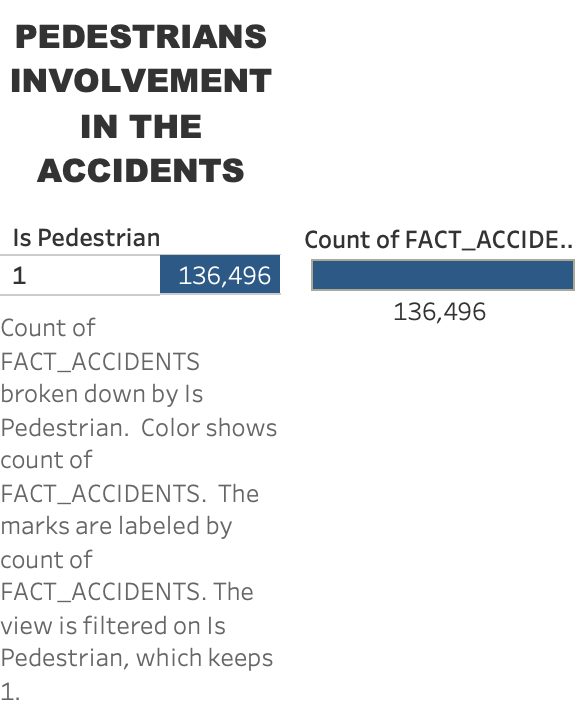 PEDESTRIANS
INVOLVEMENT
IN THE
ACCIDENTS
Is Pedestrian
1 136,496
Count of
FACT_ACCIDENTS
broken down by Is
Pedestrian.  Color shows
count of
FACT_ACCIDENTS.  The
marks are labeled by
count of
FACT_ACCIDENTS. The
view is filtered on Is
Pedestrian, which keeps
1.
Count of FACT_ACCIDE..
136,496